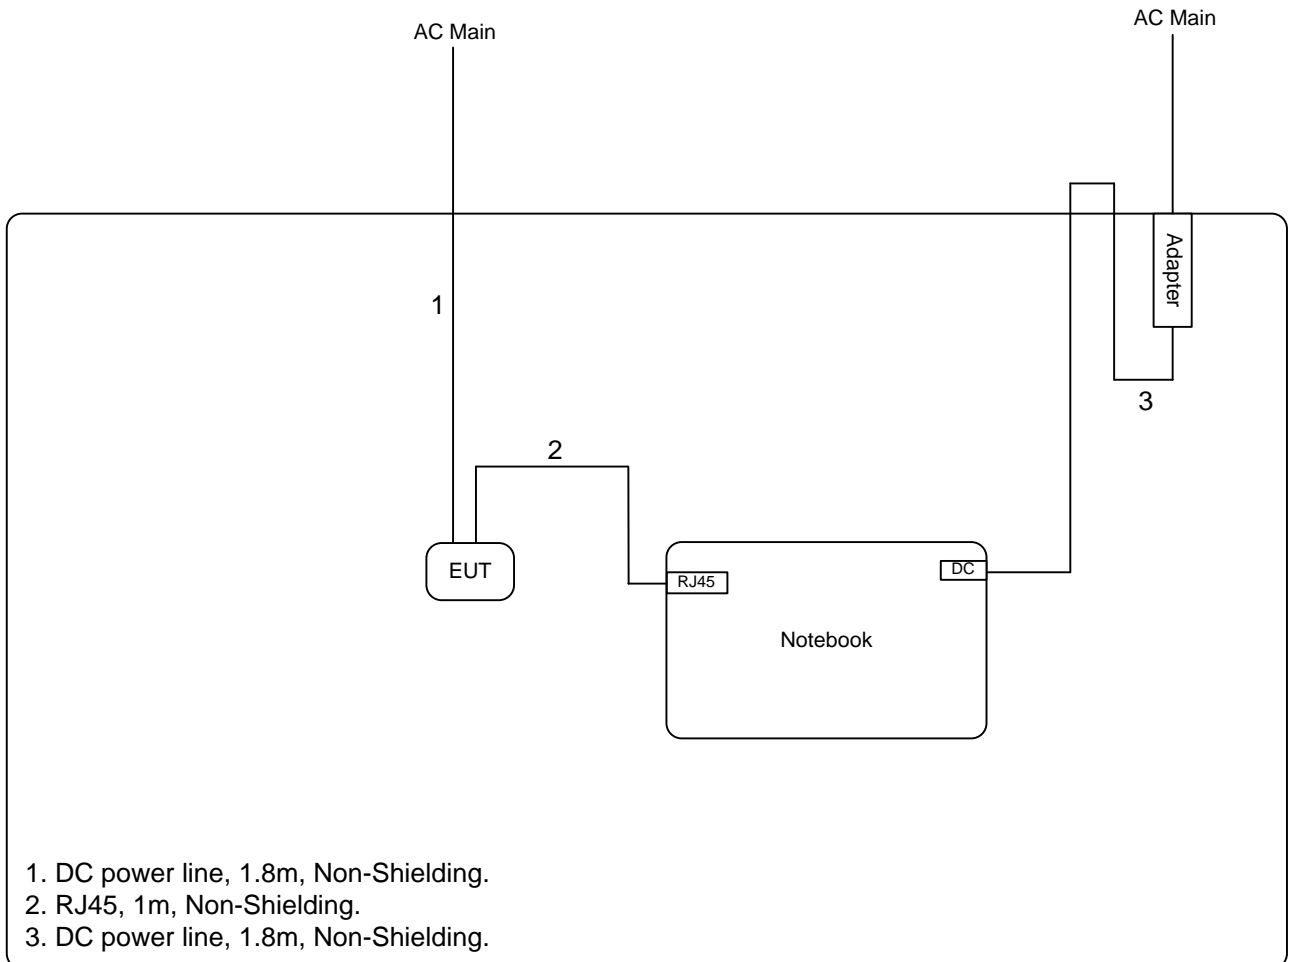 AC Main
AC Main
Adapter
1
3
2
EUT
RJ45
DC
Notebook
1. DC power line, 1.8m, Non-Shielding.
2. RJ45, 1m, Non-Shielding.
3. DC power line, 1.8m, Non-Shielding.